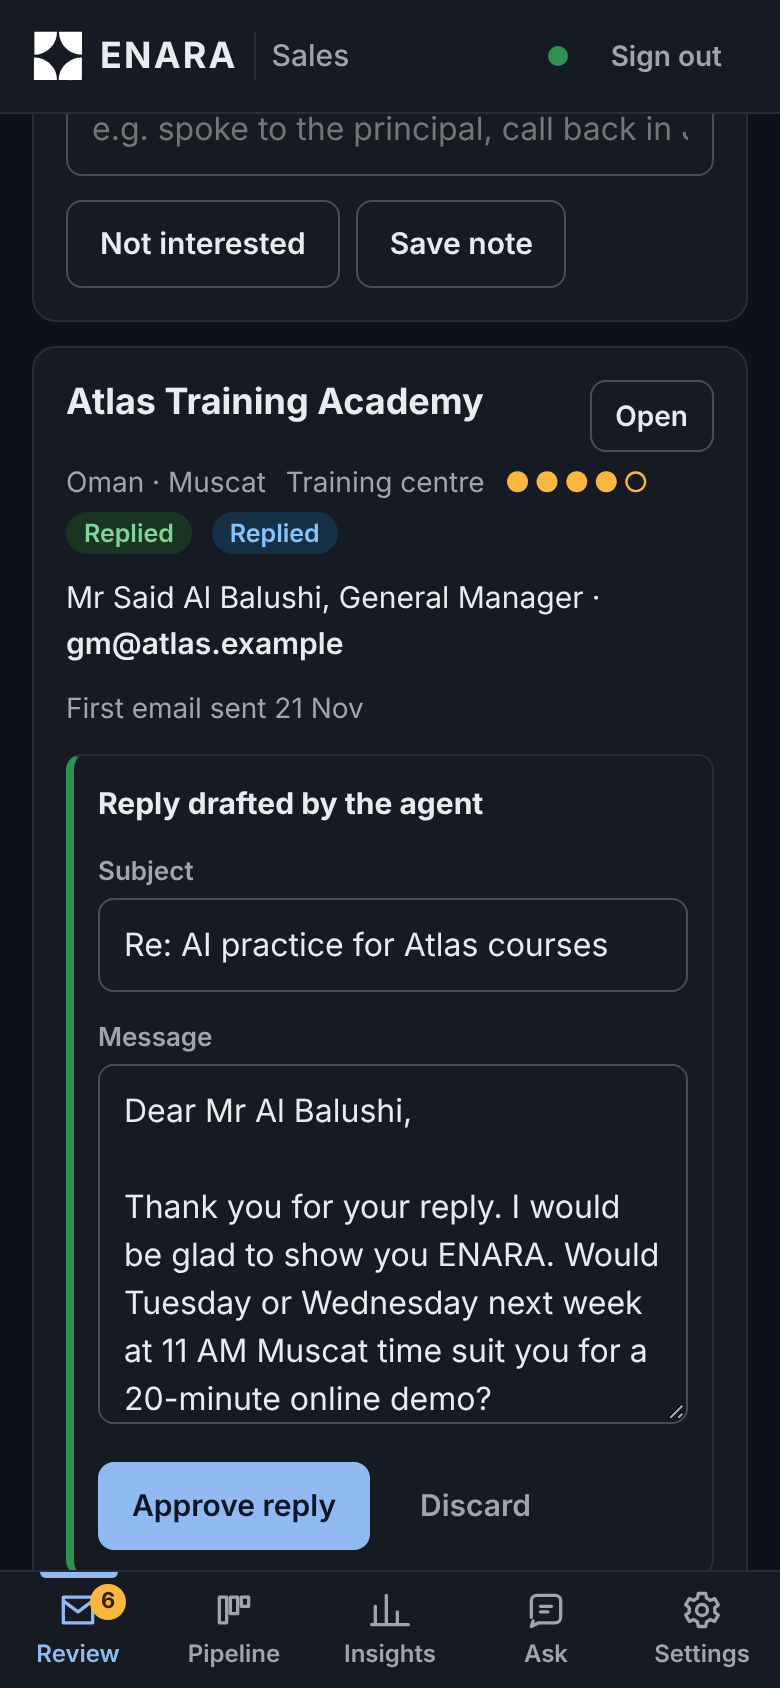 ENARA Sales Sign out
e.g. spoke to the principal, call back in
Not interested Save note
Atlas Training Academy
Open
Oman · Muscat Training centre
Replied Replied
Mr Said Al Balushi, General Manager ·
gm@atlas.example
First email sent 21 Nov
Reply drafted by the agent
Subject
Re: AI practice for Atlas courses
Message
Dear Mr Al Balushi,
Thank you for your reply. I would
be glad to show you ENARA. Would
Tuesday or Wednesday next week
at 11 AM Muscat time suit you for a
20-minute online demo?
Approve reply Discard
6
Review Pipeline Insights Ask Settings